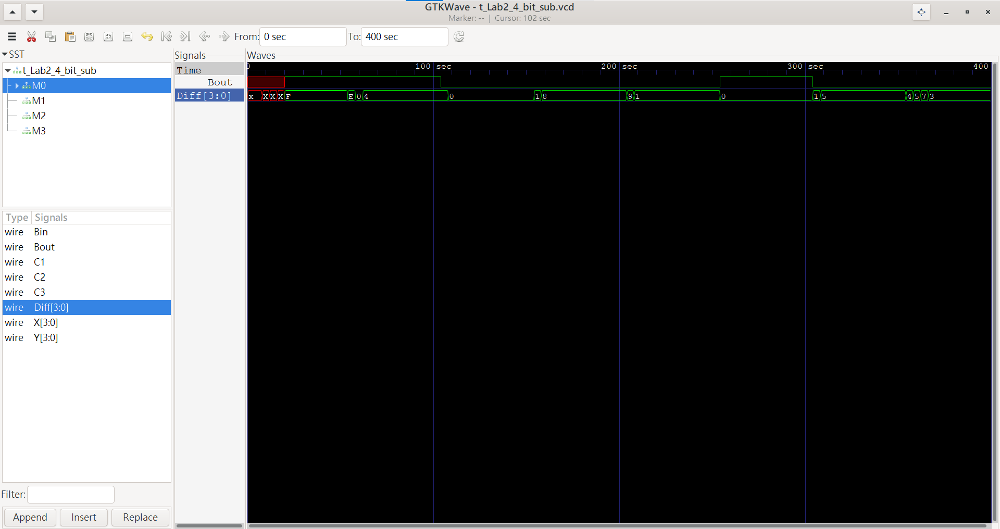 GTKWave - t_Lab2_4_bit_sub.vcd
Marker: -- | Cursor: 102 sec
From: 0 sec To: 400 sec
SST
t_Lab2_4_bit_sub
M0
M1
M2
M3
Type Signals
wire Bin
wire Bout
wire C1
wire C2
wire C3
wire Diff[3:0]
wire X[3:0]
wire Y[3:0]
Filter:
Append Insert Replace
Signals
Time
Bout
Diff[3:0]
Waves
0 100 sec 200 sec 300 sec 400
x X X X F E 0 4 0 1 8 9 1 0 1 5 4 5 7 3